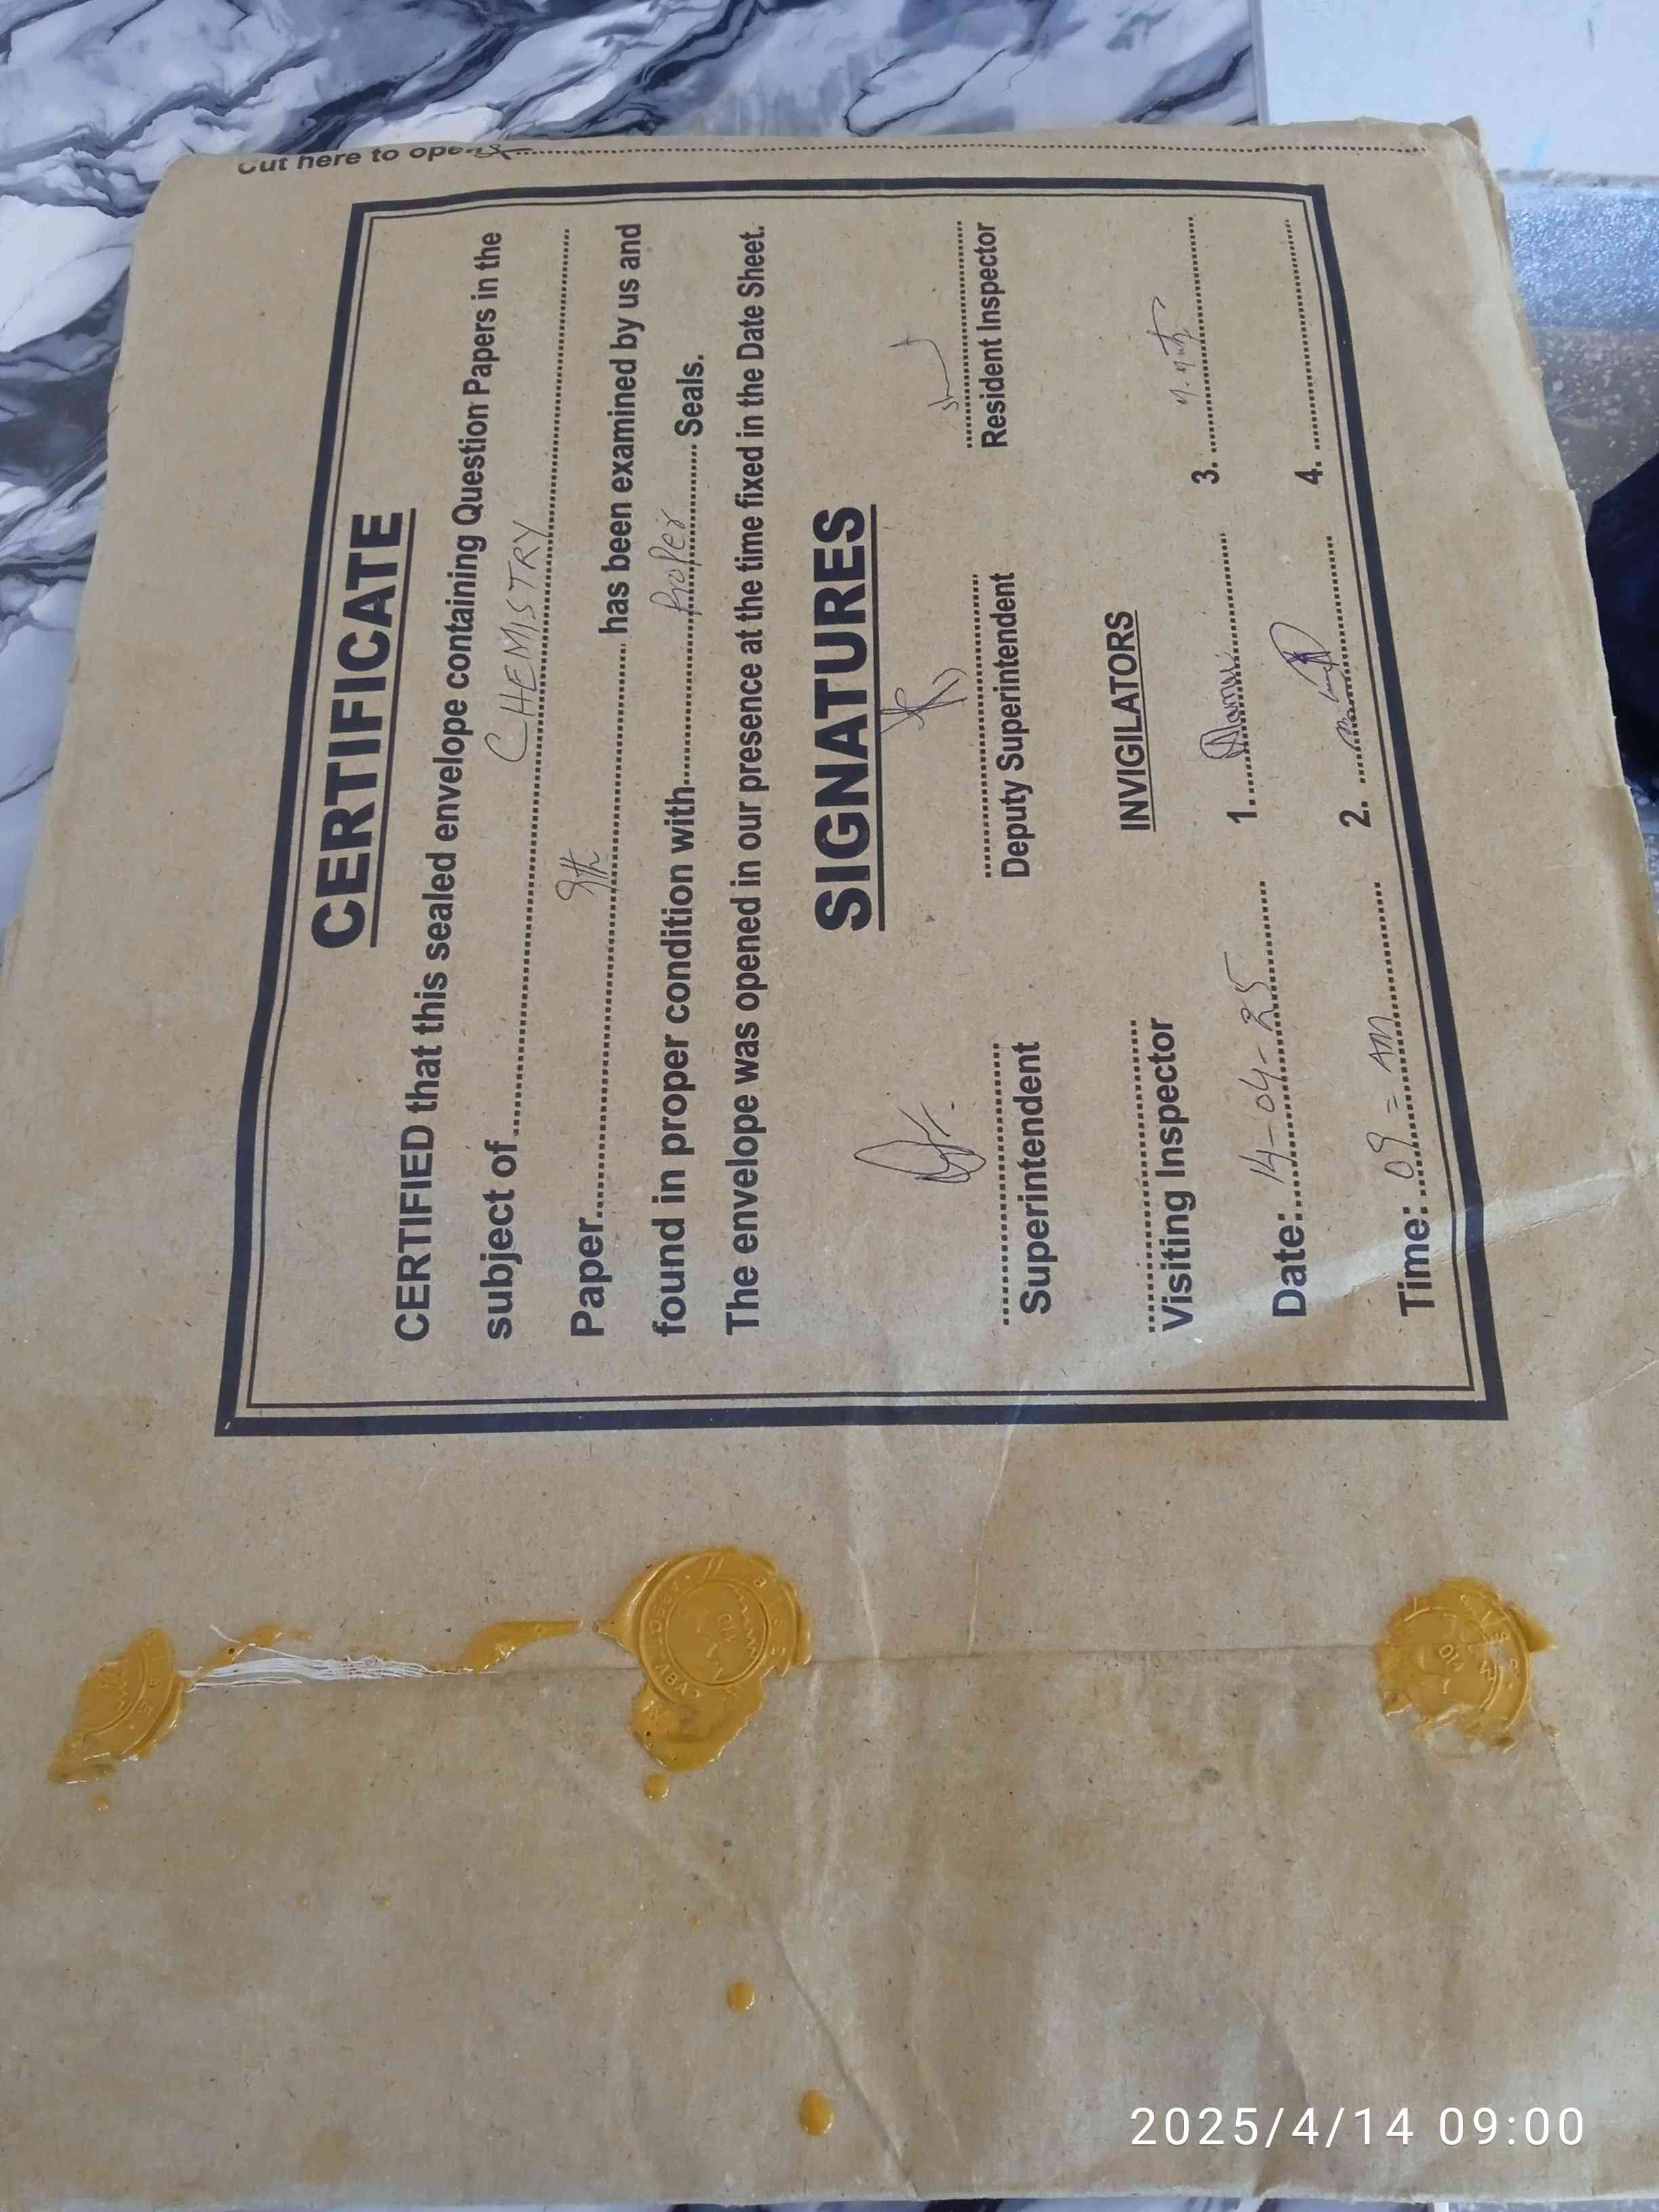 Cut here to open
CERTIFICATE
CERTIFIED that this sealed envelope containing Question Papers in the
subject of CHEMISTRY
Paper 9th has been examined by us and
found in proper condition with Proper Seals.
The envelope was opened in our presence at the time fixed in the Date Sheet.
SIGNATURES
Superintendent Deputy Superintendent Resident Inspector
INVIGILATORS
Visiting Inspector 1. 3.
Date: 14-04-25 2. 4.
Time: 09 = AM
2025/4/14 09:00